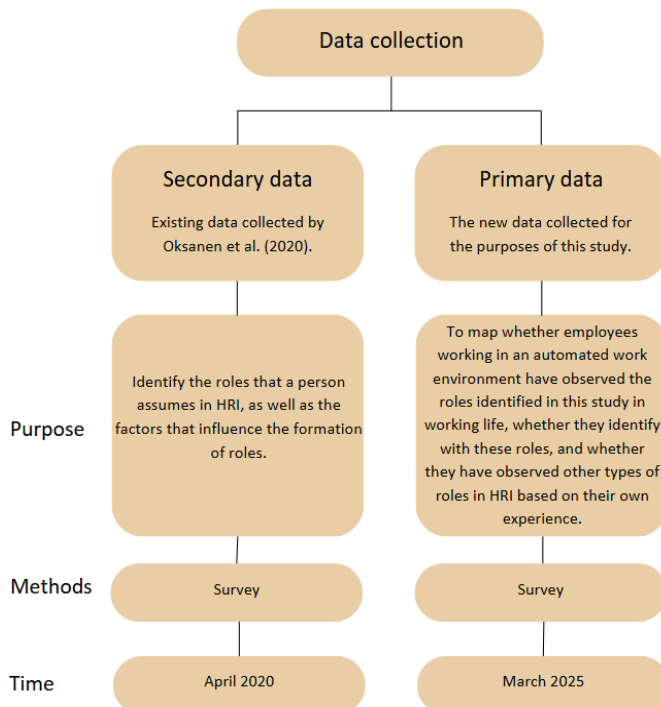 Data collection
Secondary data
Existing data collected by
Oksanen et al. (2020).
Primary data
The new data collected for
the purposes of this study.
Purpose
Identify the roles that a person
assumes in HRI, as well as the
factors that influence the formation
of roles.
To map whether employees
working in an automated work
environment have observed the
roles identified in this study in
working life, whether they identify
with these roles, and whether
they have observed other types of
roles in HRI based on their own
experience.
Methods
Survey
Survey
Time
April 2020
March 2025